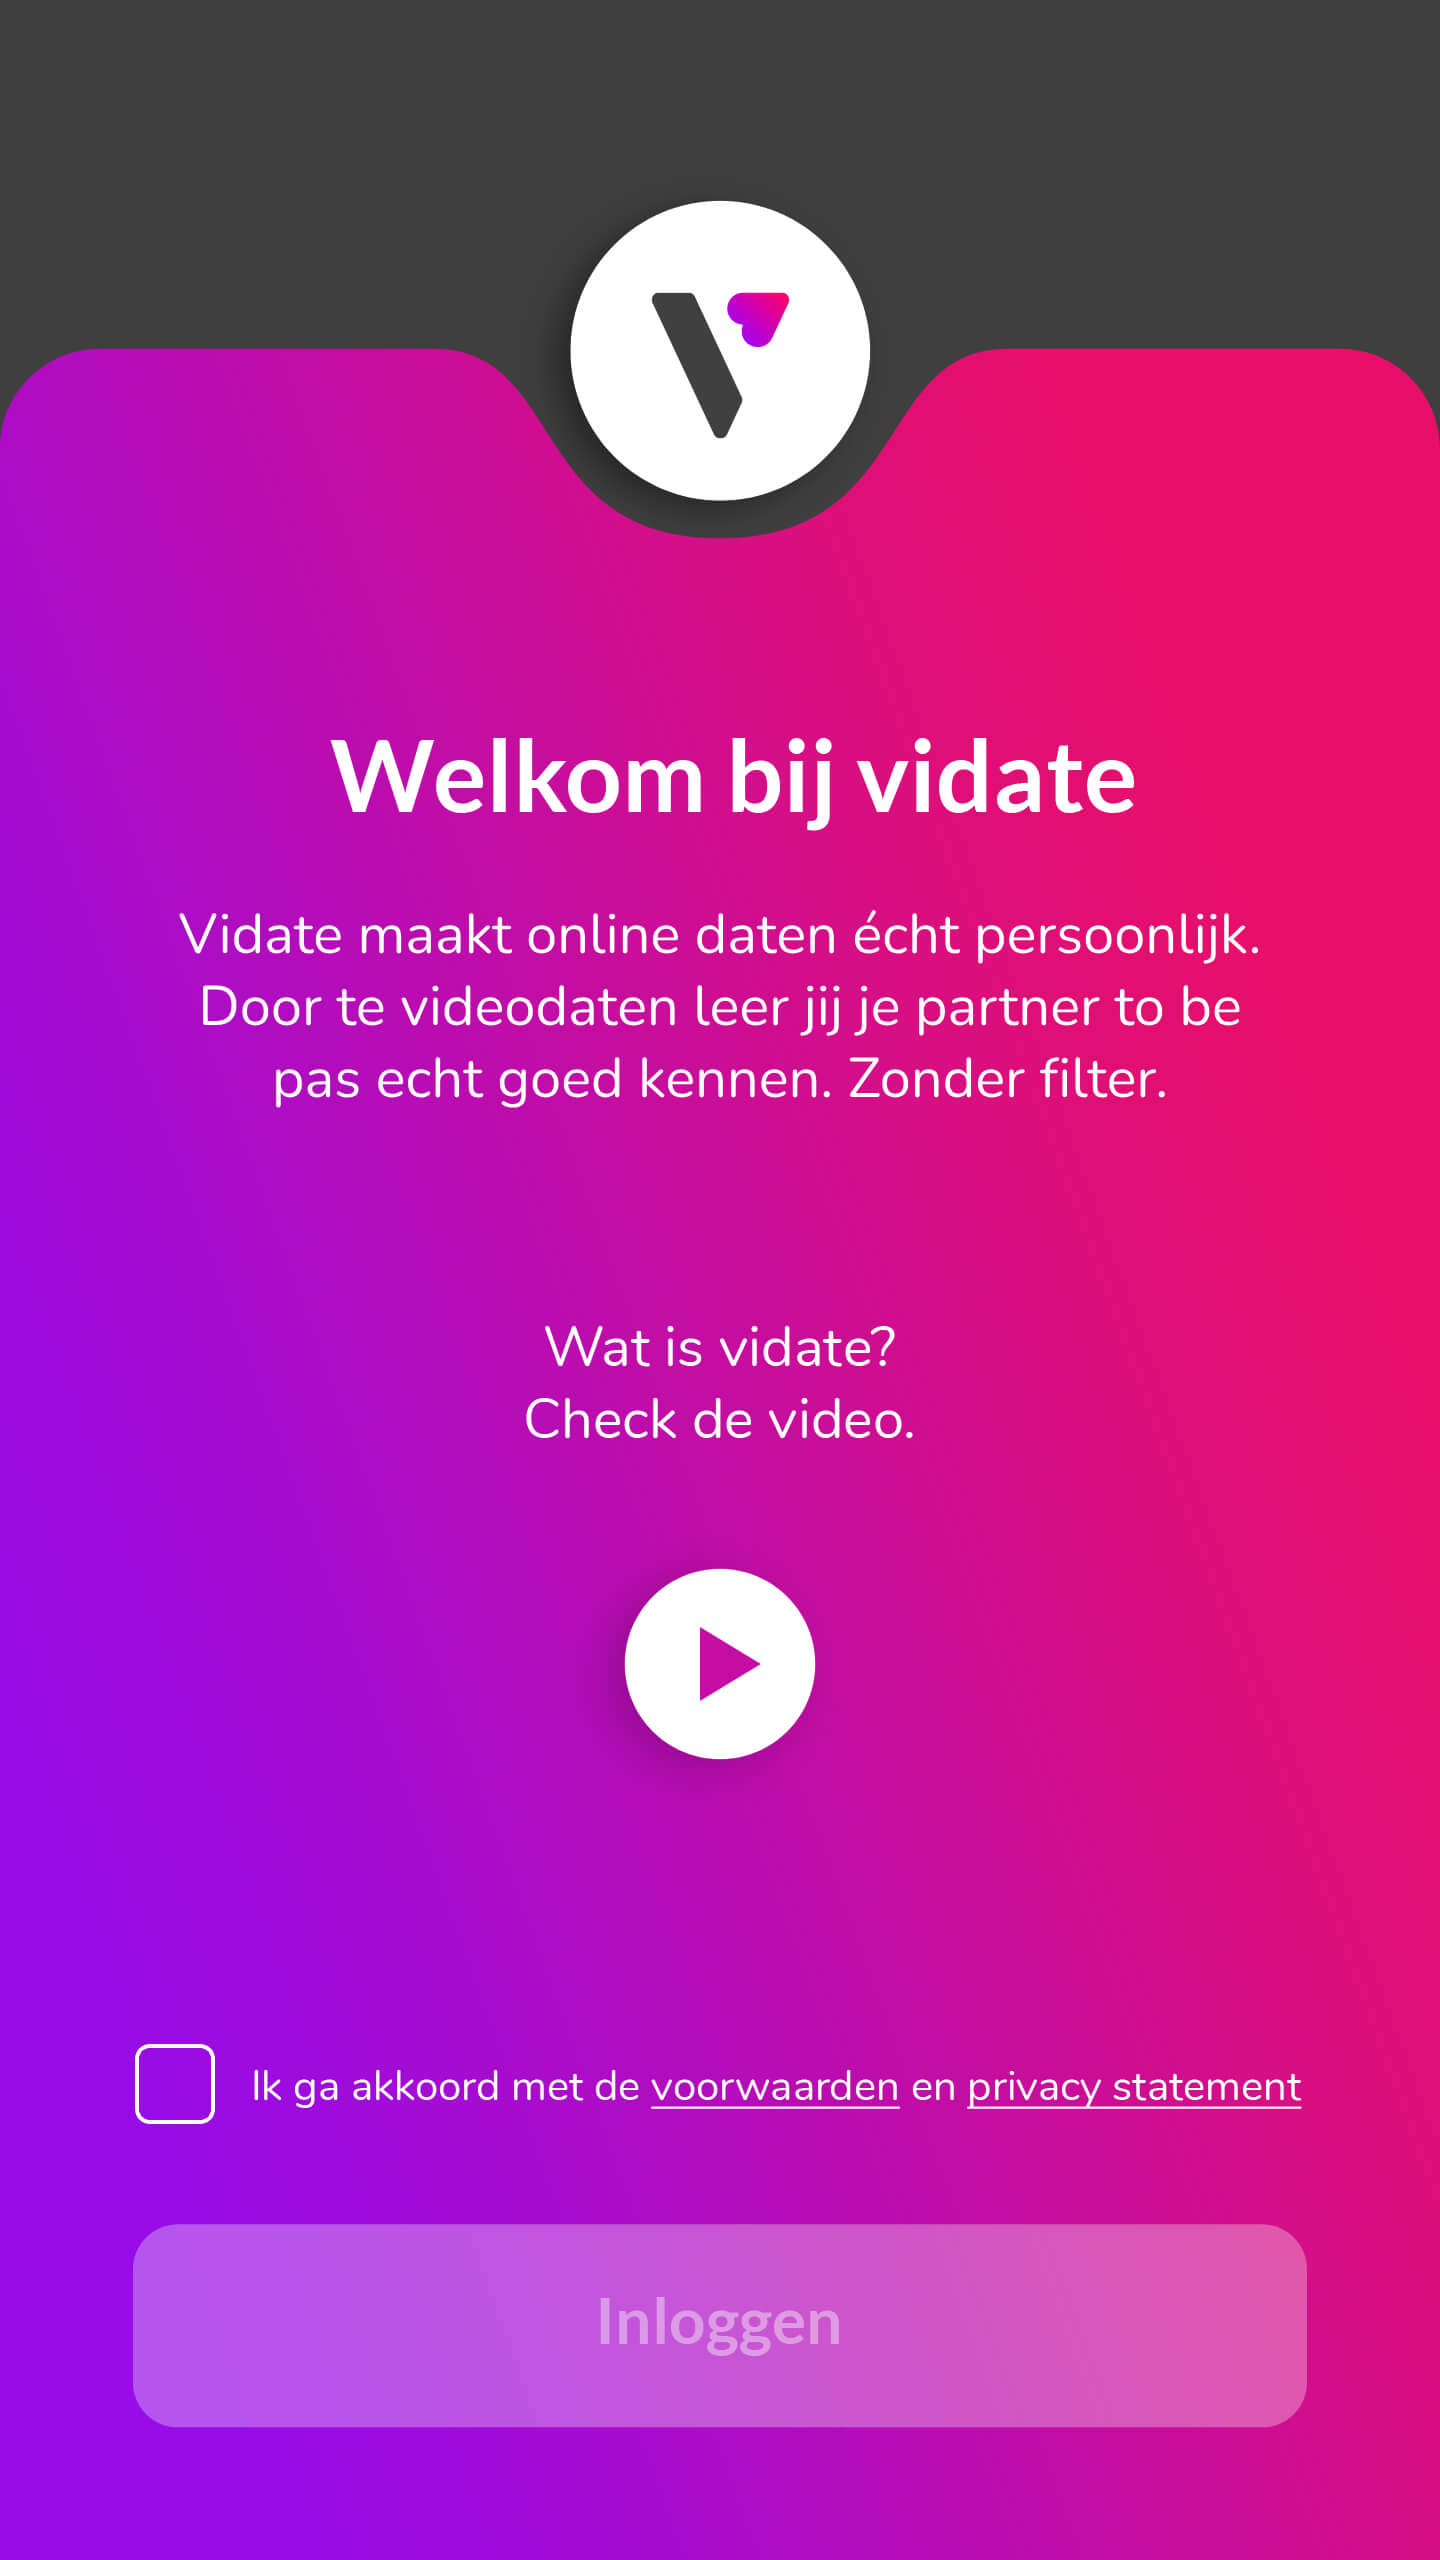 Welkom bij vidate
Vidate maakt online daten écht persoonlijk.
Door te videodaten leer jij je partner to be
pas echt goed kennen. Zonder filter.
Wat is vidate?
Check de video.
Ik ga akkoord met de voorwaarden en privacy statement
Inloggen